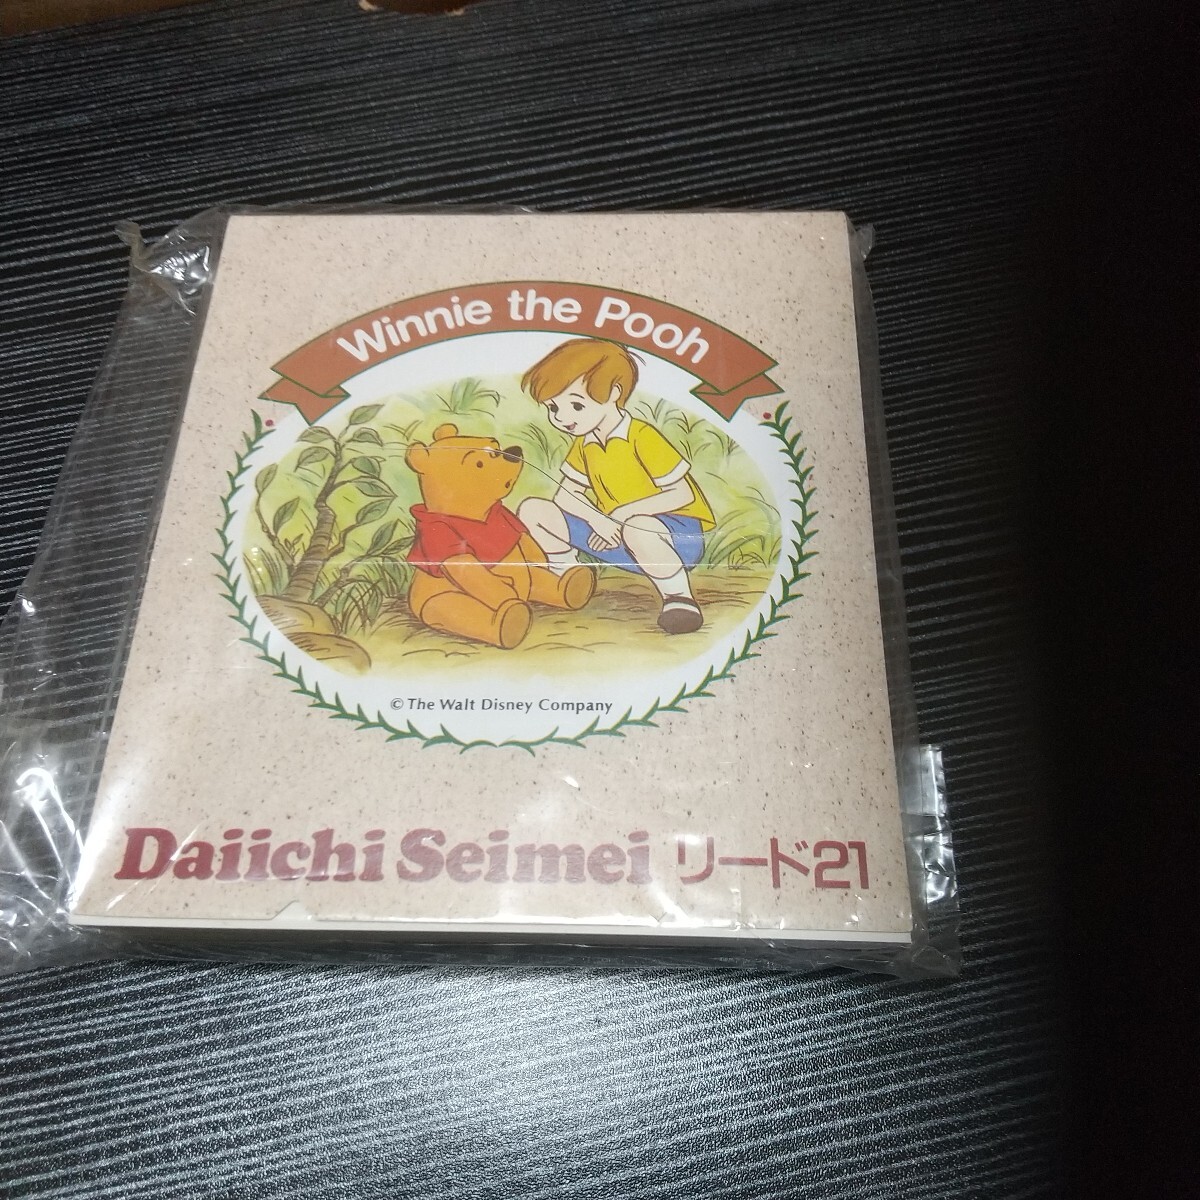 Winnie the Pooh
© The Walt Disney Company
Daiichi Seimei リード21